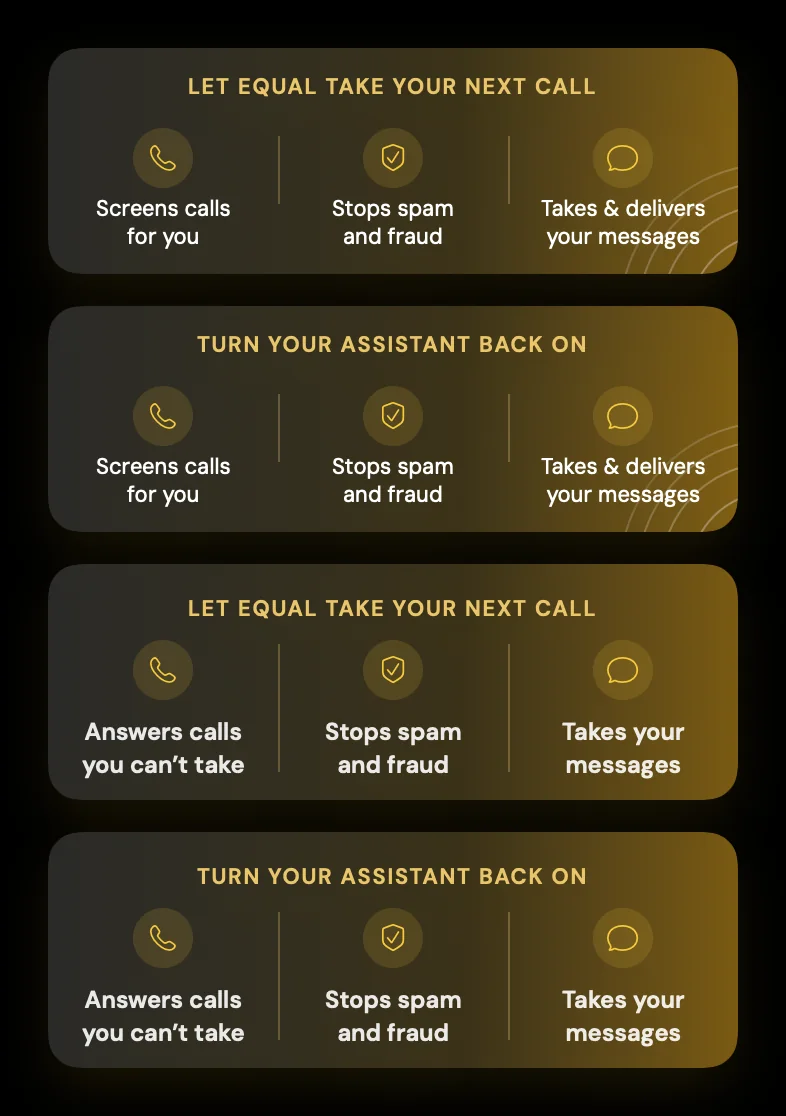 LET EQUAL TAKE YOUR NEXT CALL
Screens calls
for you
Stops spam
and fraud
Takes & delivers
your messages
TURN YOUR ASSISTANT BACK ON
Screens calls
for you
Stops spam
and fraud
Takes & delivers
your messages
LET EQUAL TAKE YOUR NEXT CALL
Answers calls
you can’t take
Stops spam
and fraud
Takes your
messages
TURN YOUR ASSISTANT BACK ON
Answers calls
you can’t take
Stops spam
and fraud
Takes your
messages